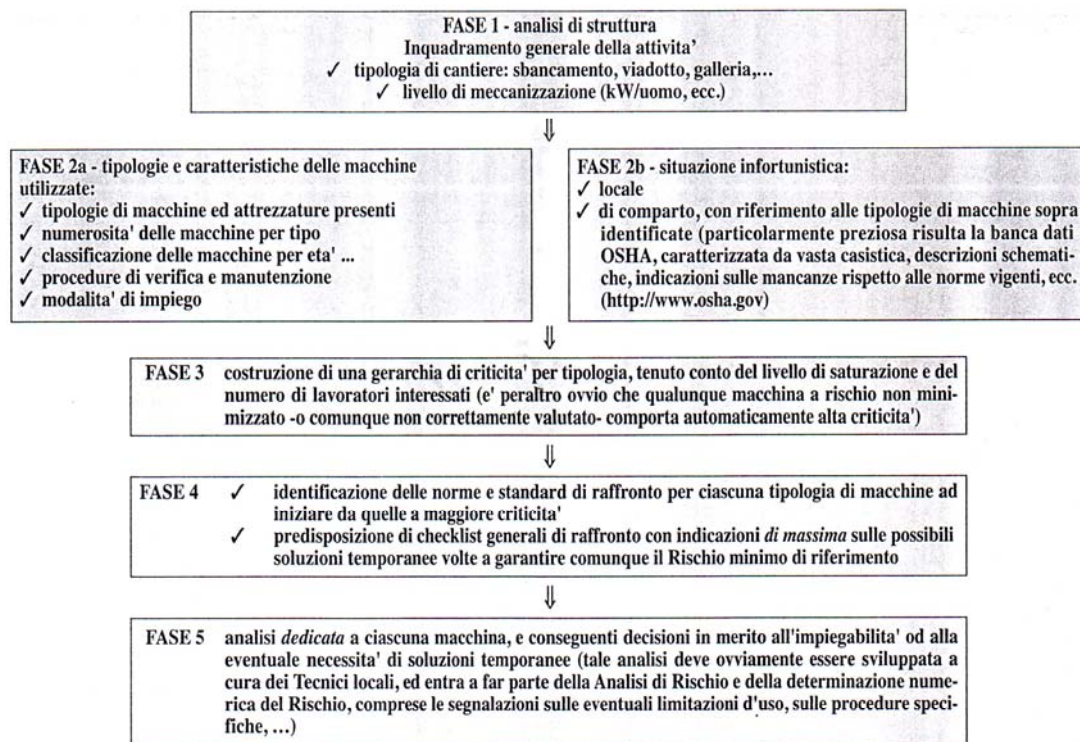 FASE 1 - analisi di struttura
Inquadramento generale della attivita'
✓ tipologia di cantiere: sbancamento, viadotto, galleria,...
✓ livello di meccanizzazione (kW/uomo, ecc.)
⇓
FASE 2a - tipologie e caratteristiche delle macchine
utilizzate:
✓ tipologie di macchine ed attrezzature presenti
✓ numerosita' delle macchine per tipo
✓ classificazione delle macchine per eta' ...
✓ procedure di verifica e manutenzione
✓ modalita' di impiego
FASE 2b - situazione infortunistica:
✓ locale
✓ di comparto, con riferimento alle tipologie di macchine sopra
identificate (particolarmente preziosa risulta la banca dati
OSHA, caratterizzata da vasta casistica, descrizioni schemati-
che, indicazioni sulle mancanze rispetto alle norme vigenti, ecc.
(http://www.osha.gov)
⇓ ⇓
FASE 3 costruzione di una gerarchia di criticita' per tipologia, tenuto conto del livello di saturazione e del
numero di lavoratori interessati (e' peraltro ovvio che qualunque macchina a rischio non mini-
mizzato -o comunque non correttamente valutato- comporta automaticamente alta criticita')
⇓
FASE 4 ✓ identificazione delle norme e standard di raffronto per ciascuna tipologia di macchine ad
iniziare da quelle a maggiore criticita'
✓ predisposizione di checklist generali di raffronto con indicazioni di massima sulle possibili
soluzioni temporanee volte a garantire comunque il Rischio minimo di riferimento
⇓
FASE 5 analisi dedicata a ciascuna macchina, e conseguenti decisioni in merito all'impiegabilita' od alla
eventuale necessita' di soluzioni temporanee (tale analisi deve ovviamente essere sviluppata a
cura dei Tecnici locali, ed entra a far parte della Analisi di Rischio e della determinazione nume-
rica del Rischio, comprese le segnalazioni sulle eventuali limitazioni d'uso, sulle procedure speci-
fiche, ...)